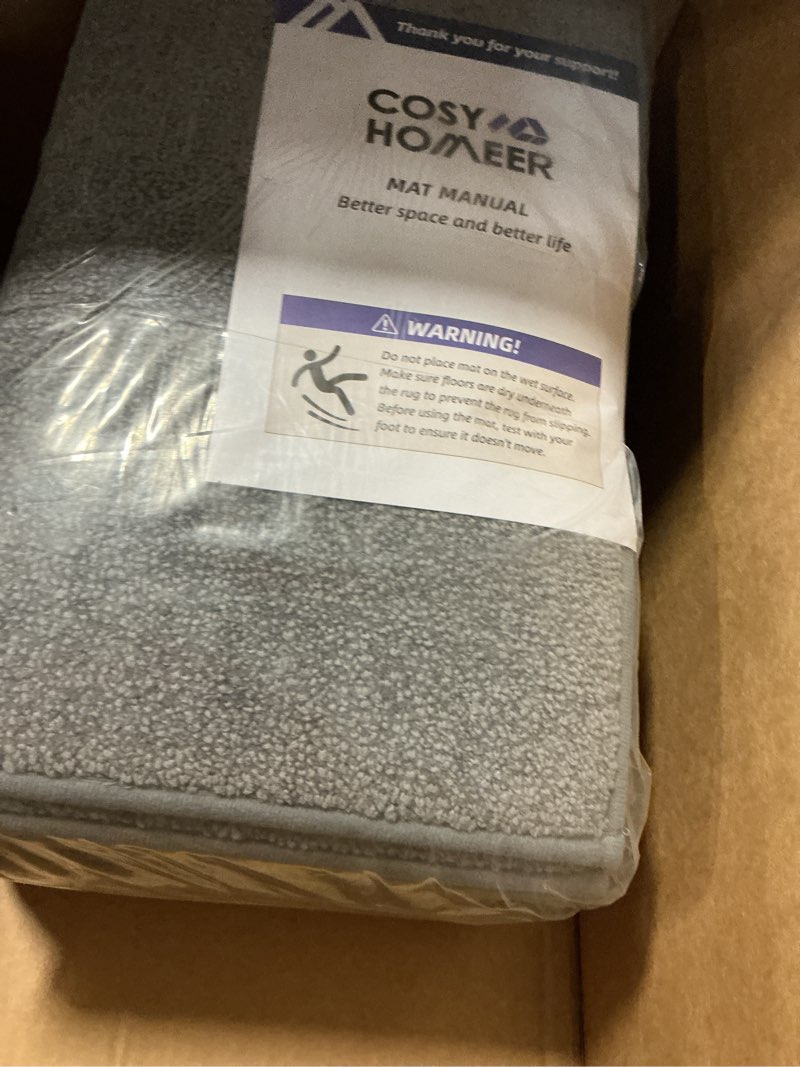 Thank you for your support!
COSY
HOMEER
MAT MANUAL
Better space and better life
WARNING!
Do not place mat on the wet surface.
Make sure floors are dry underneath
the rug to prevent the rug from slipping.
Before using the mat, test with your
foot to ensure it doesn't move.